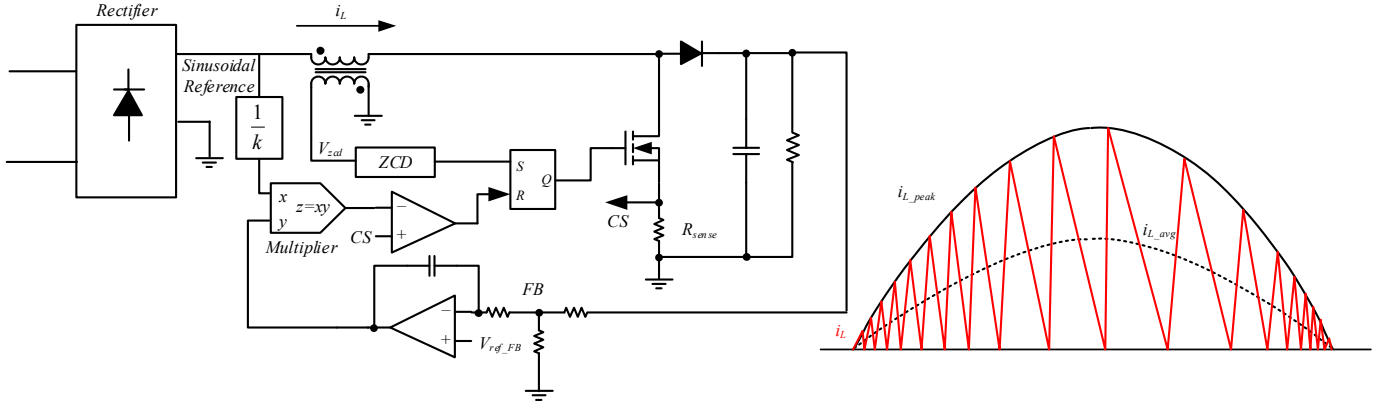 Rectifier
i_L
Sinusoidal
Reference
1
k
V_zcd
ZCD
S
R
Q
x
y
z=xy
Multiplier
−
+
CS
CS
R_sense
FB
−
+
V_ref_FB
i_L_peak
i_L_avg
i_L